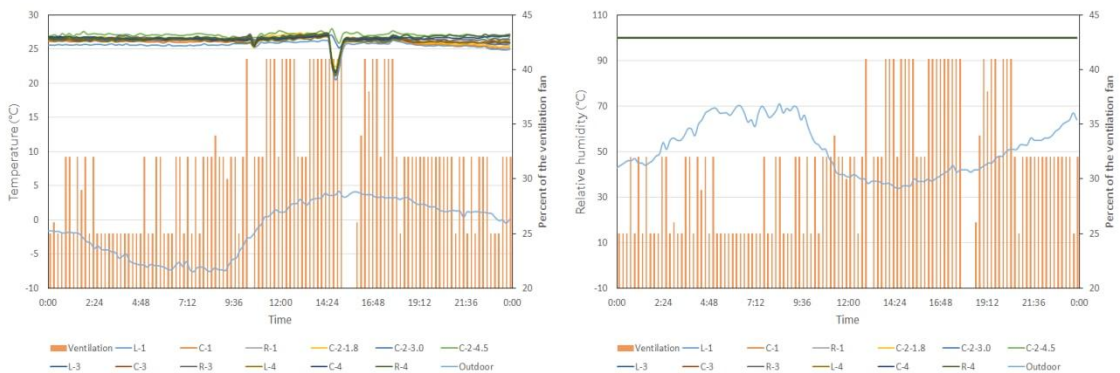 30
25
20
15
10
5
0
-5
-10
Temperature (℃)
45
40
35
30
25
20
Percent of the ventilation fan
0:00 2:24 4:48 7:12 9:36 12:00 14:24 16:48 19:12 21:36 0:00
Time
Ventilation L-1 C-1 R-1 C-2-1.8 C-2-3.0 C-2-4.5
L-3 C-3 R-3 L-4 C-4 R-4 Outdoor
110
90
70
50
30
10
-10
Relative humidity (℃)
45
40
35
30
25
20
Percent of the ventilation fan
0:00 2:24 4:48 7:12 9:36 12:00 14:24 16:48 19:12 21:36 0:00
Time
Ventilation L-1 C-1 R-1 C-2-1.8 C-2-3.0 C-2-4.5
L-3 C-3 R-3 L-4 C-4 R-4 Outdoor